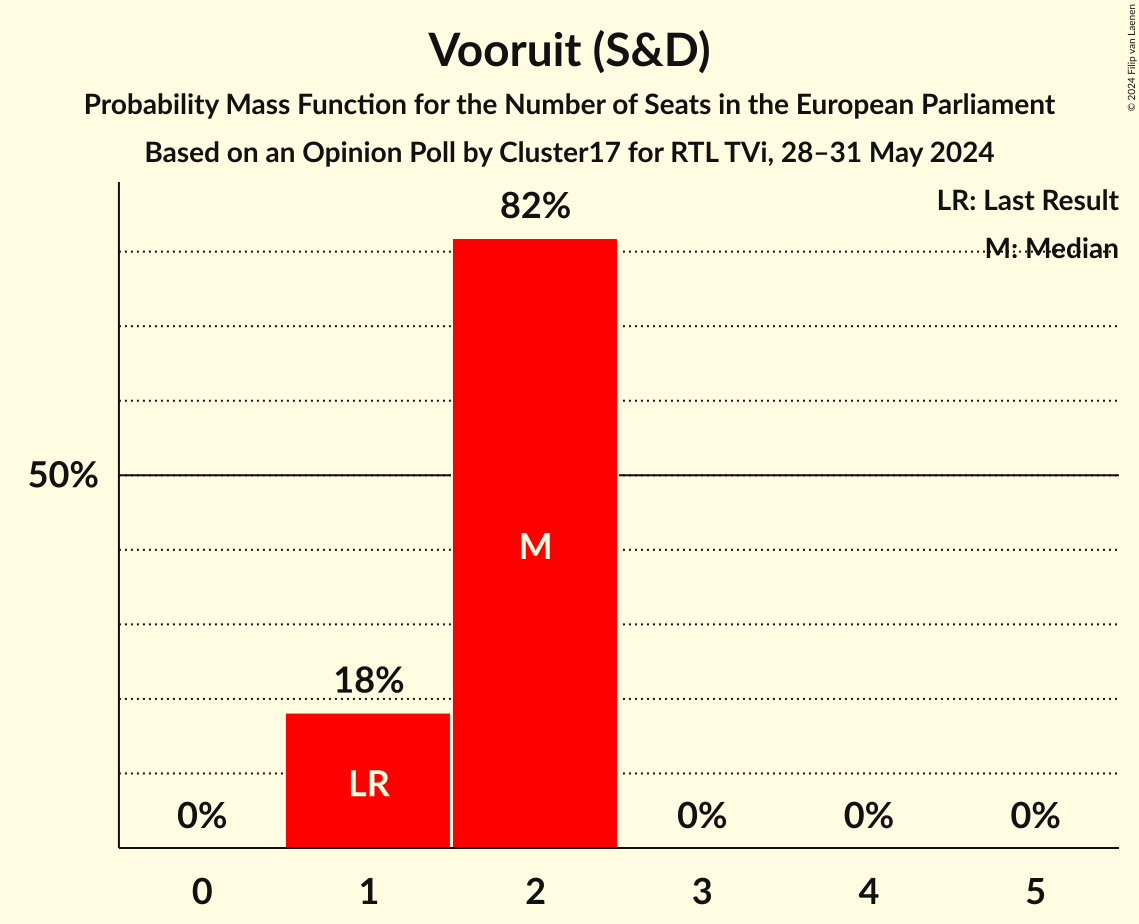 Vooruit (S&D)
Probability Mass Function for the Number of Seats in the European Parliament
Based on an Opinion Poll by Cluster17 for RTL TVi, 28–31 May 2024
© 2024 Filip van Laenen
LR: Last Result
M: Median
82%
50%
M
18%
LR
0%
0%
0%
0%
0 1 2 3 4 5